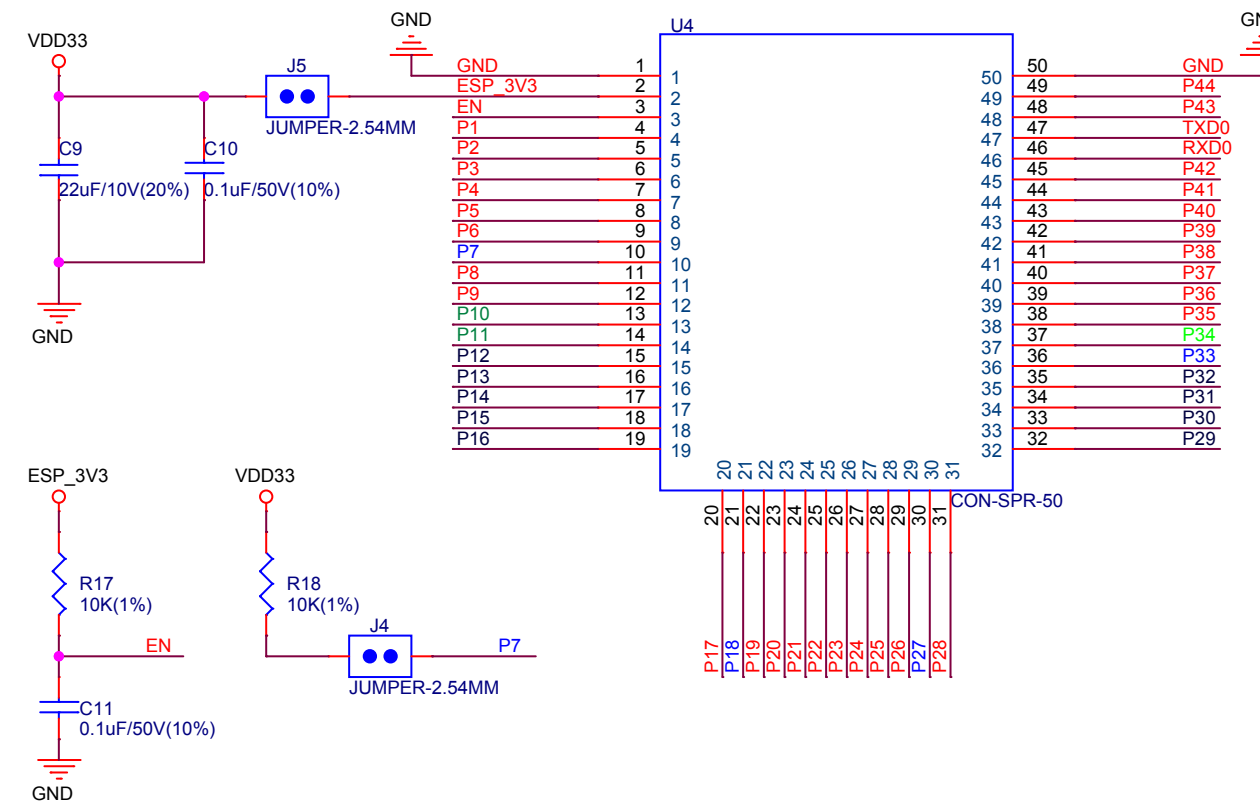 GND
GN
VDD33
U4
J5
JUMPER-2.54MM
C9
22uF/10V(20%)
C10
0.1uF/50V(10%)
GND
GND 1 1
ESP_3V3 2 2
EN 3 3
P1 4 4
P2 5 5
P3 6 6
P4 7 7
P5 8 8
P6 9 9
P7 10 10
P8 11 11
P9 12 12
P10 13 13
P11 14 14
P12 15 15
P13 16 16
P14 17 17
P15 18 18
P16 19 19
50 50 GND
49 49 P44
48 48 P43
47 47 TXD0
46 46 RXD0
45 45 P42
44 44 P41
43 43 P40
42 42 P39
41 41 P38
40 40 P37
39 39 P36
38 38 P35
37 37 P34
36 36 P33
35 35 P32
34 34 P31
33 33 P30
32 32 P29
20 21 22 23 24 25 26 27 28 29 30 31
CON-SPR-50
20 21 22 23 24 25 26 27 28 29 30 31
P17 P18 P19 P20 P21 P22 P23 P24 P25 P26 P27 P28
ESP_3V3
R17
10K(1%)
EN
C11
0.1uF/50V(10%)
GND
VDD33
R18
10K(1%)
J4
JUMPER-2.54MM
P7